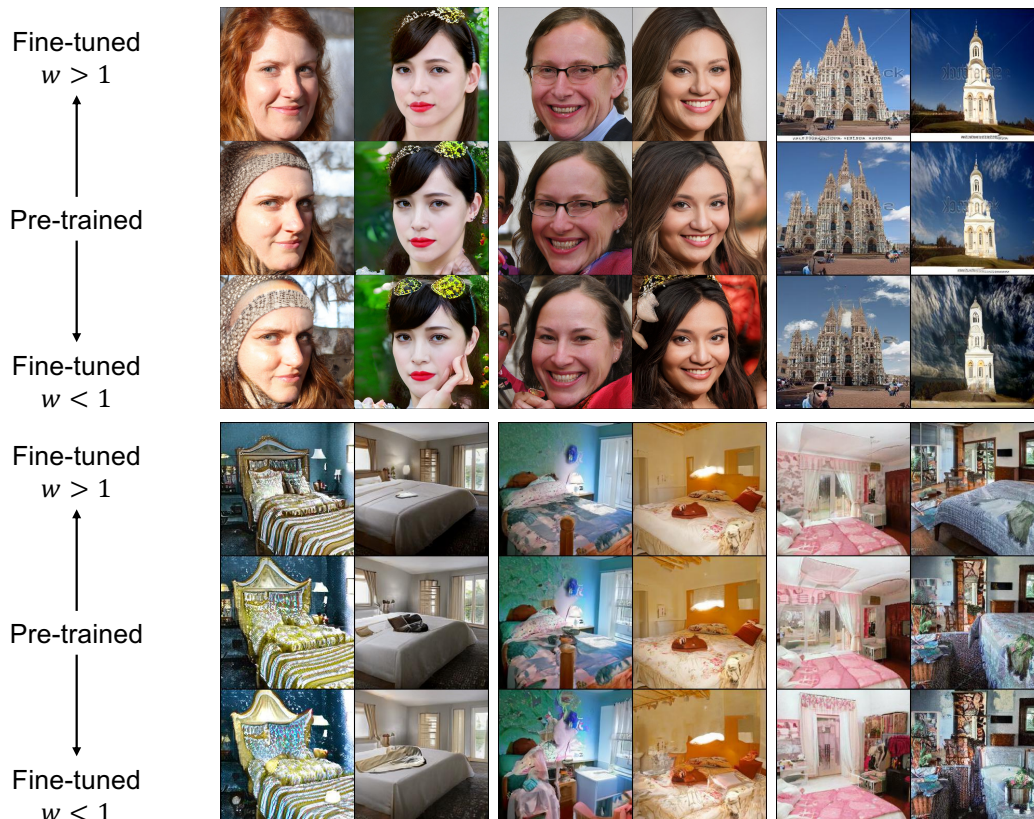 Fine-tuned
w > 1
Pre-trained
Fine-tuned
w < 1
Fine-tuned
w > 1
Pre-trained
Fine-tuned
w < 1